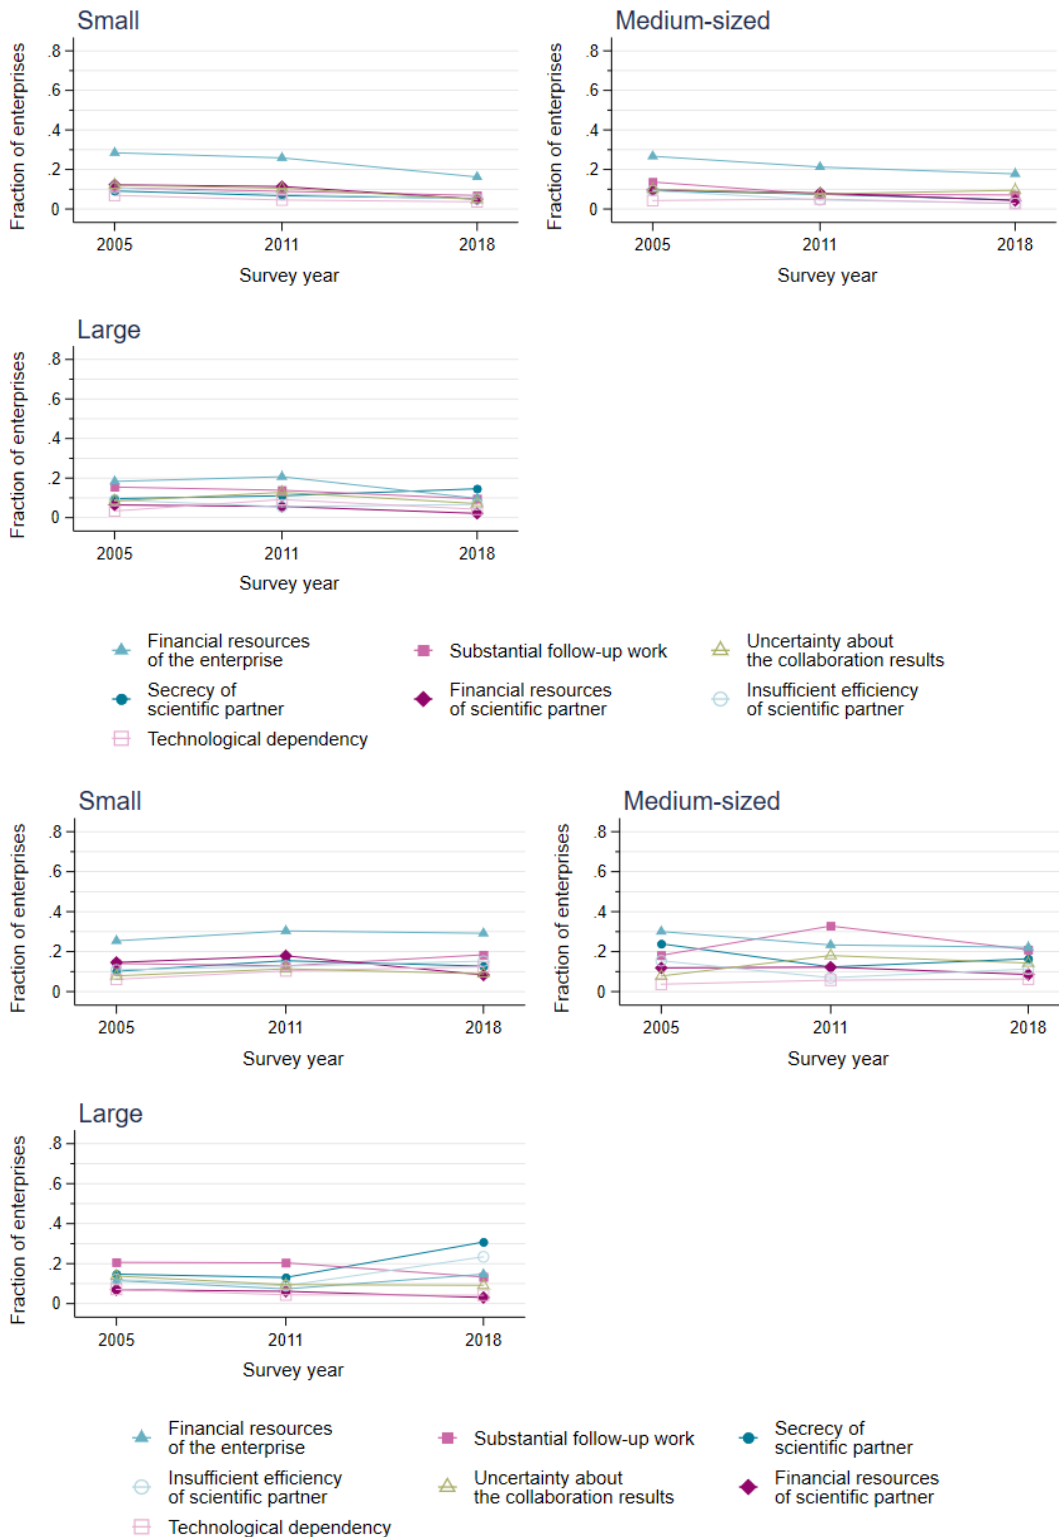 Small
Fraction of enterprises
.8
.6
.4
.2
0
2005
2011
2018
Survey year
Medium-sized
Fraction of enterprises
.8
.6
.4
.2
0
2005
2011
2018
Survey year
Large
Fraction of enterprises
.8
.6
.4
.2
0
2005
2011
2018
Survey year
Financial resources
of the enterprise
Substantial follow-up work
Uncertainty about
the collaboration results
Secrecy of
scientific partner
Financial resources
of scientific partner
Insufficient efficiency
of scientific partner
Technological dependency
Small
Fraction of enterprises
.8
.6
.4
.2
0
2005
2011
2018
Survey year
Medium-sized
Fraction of enterprises
.8
.6
.4
.2
0
2005
2011
2018
Survey year
Large
Fraction of enterprises
.8
.6
.4
.2
0
2005
2011
2018
Survey year
Financial resources
of the enterprise
Substantial follow-up work
Secrecy of
scientific partner
Insufficient efficiency
of scientific partner
Uncertainty about
the collaboration results
Financial resources
of scientific partner
Technological dependency